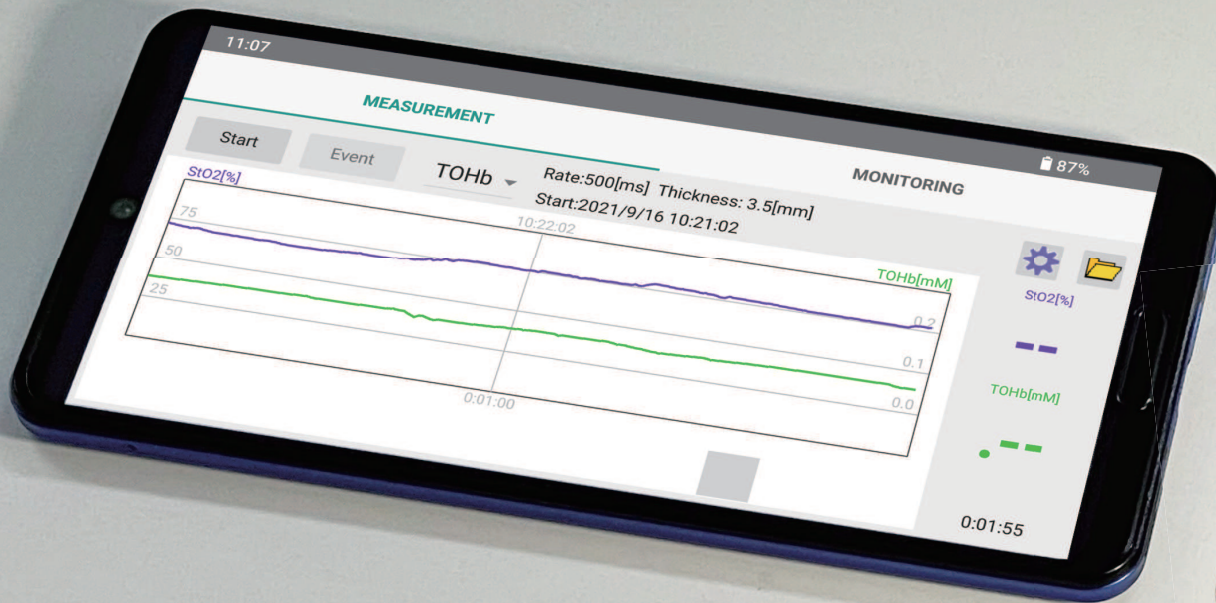 11:07
87%
MEASUREMENT
MONITORING
Start
Event
TOHb
Rate:500[ms] Thickness: 3.5[mm]
Start:2021/9/16 10:21:02
StO2[%]
10:22:02
TOHb[mM]
75
50
25
0.2
0.1
0.0
0:01:00
StO2[%]
--
TOHb[mM]
.--
0:01:55